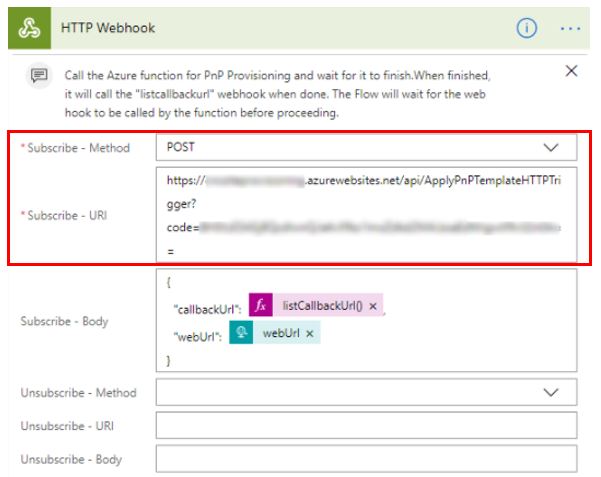 HTTP Webhook
Call the Azure function for PnP Provisioning and wait for it to finish.When finished,
it will call the "listcallbackurl" webhook when done. The Flow will wait for the web
hook to be called by the function before proceeding.
* Subscribe - Method
POST
* Subscribe - URI
https:// .azurewebsites.net/api/ApplyPnPTemplateHTTPTri
gger?
code=
=
Subscribe - Body
{
"callbackUrl": fx listCallbackUrl() × ,
"webUrl": webUrl ×
}
Unsubscribe - Method
Unsubscribe - URI
Unsubscribe - Body